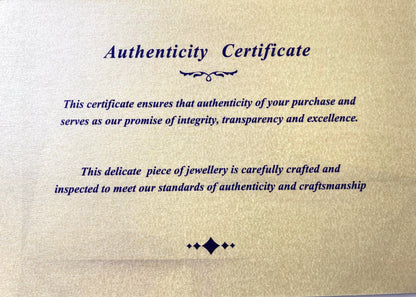 Authenticity Certificate
This certificate ensures that authenticity of your purchase and
serves as our promise of integrity, transparency and excellence.
This delicate piece of jewellery is carefully crafted and
inspected to meet our standards of authenticity and craftsmanship